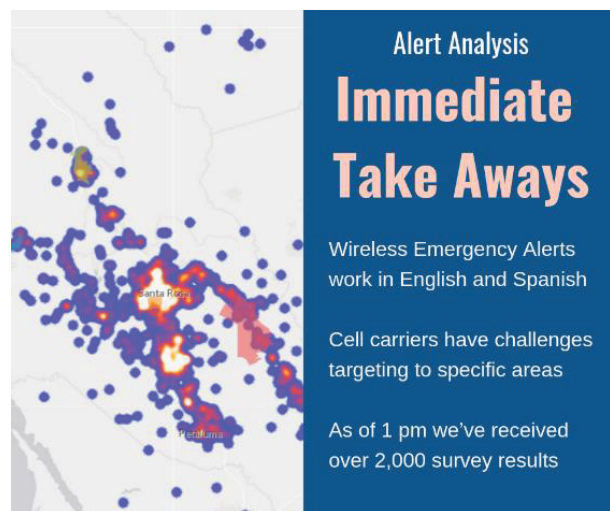 Alert Analysis
Immediate
Take Aways
Wireless Emergency Alerts
work in English and Spanish
Cell carriers have challenges
targeting to specific areas
As of 1 pm we've received
over 2,000 survey results
Santa Rosa
Petaluma